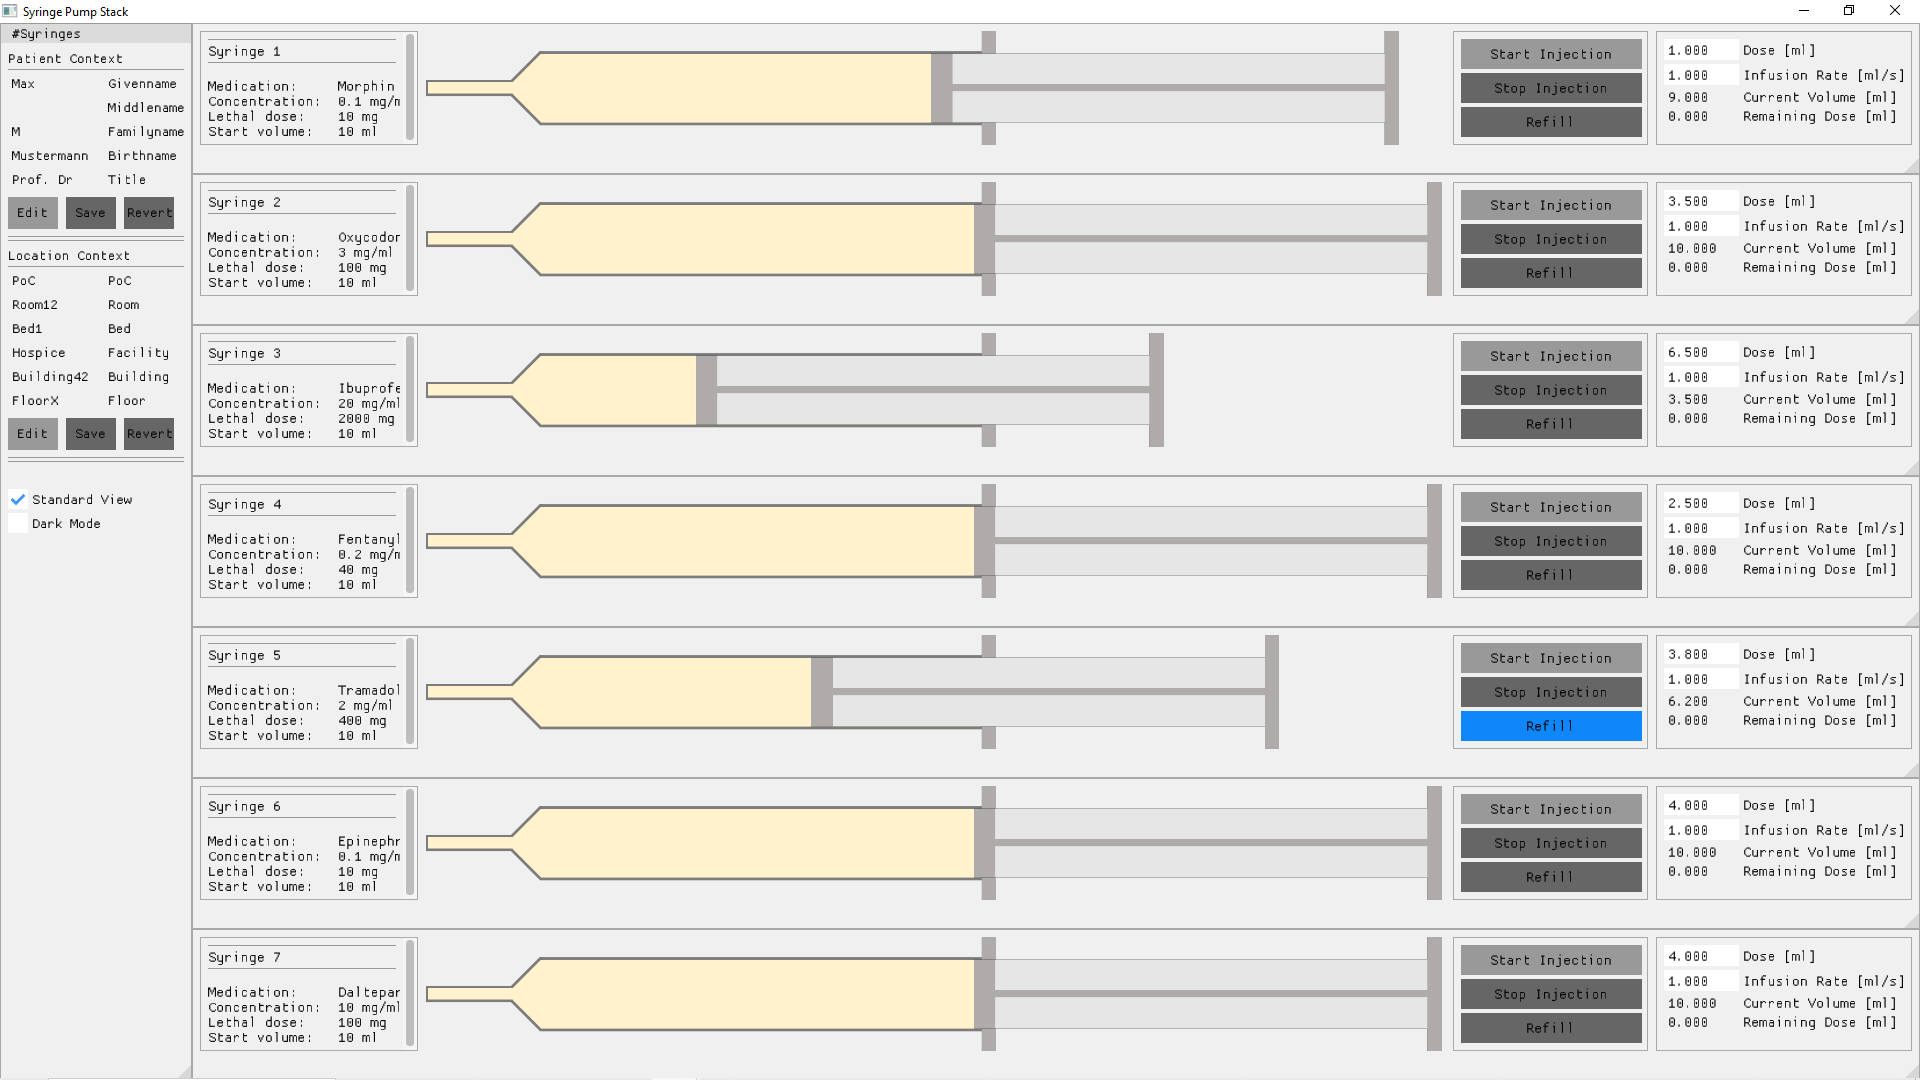 Syringe Pump Stack
#Syringes
Patient Context
Max Givenname
Middlename
M Familyname
Mustermann Birthname
Prof. Dr Title
Edit Save Revert
Location Context
PoC PoC
Room12 Room
Bed1 Bed
Hospice Facility
Building42 Building
FloorX Floor
Edit Save Revert
Standard View
Dark Mode
Syringe 1
Medication: Morphin
Concentration: 0.1 mg/m
Lethal dose: 10 mg
Start volume: 10 ml
Start Injection
Stop Injection
Refill
1.000 Dose [ml]
1.000 Infusion Rate [ml/s]
9.000 Current Volume [ml]
0.000 Remaining Dose [ml]
Syringe 2
Medication: Oxycodon
Concentration: 3 mg/ml
Lethal dose: 100 mg
Start volume: 10 ml
Start Injection
Stop Injection
Refill
3.500 Dose [ml]
1.000 Infusion Rate [ml/s]
10.000 Current Volume [ml]
0.000 Remaining Dose [ml]
Syringe 3
Medication: Ibuprofe
Concentration: 20 mg/ml
Lethal dose: 2000 mg
Start volume: 10 ml
Start Injection
Stop Injection
Refill
6.500 Dose [ml]
1.000 Infusion Rate [ml/s]
3.500 Current Volume [ml]
0.000 Remaining Dose [ml]
Syringe 4
Medication: Fentanyl
Concentration: 0.2 mg/m
Lethal dose: 40 mg
Start volume: 10 ml
Start Injection
Stop Injection
Refill
2.500 Dose [ml]
1.000 Infusion Rate [ml/s]
10.000 Current Volume [ml]
0.000 Remaining Dose [ml]
Syringe 5
Medication: Tramadol
Concentration: 2 mg/ml
Lethal dose: 400 mg
Start volume: 10 ml
Start Injection
Stop Injection
Refill
3.800 Dose [ml]
1.000 Infusion Rate [ml/s]
6.200 Current Volume [ml]
0.000 Remaining Dose [ml]
Syringe 6
Medication: Epinephr
Concentration: 0.1 mg/m
Lethal dose: 10 mg
Start volume: 10 ml
Start Injection
Stop Injection
Refill
4.000 Dose [ml]
1.000 Infusion Rate [ml/s]
10.000 Current Volume [ml]
0.000 Remaining Dose [ml]
Syringe 7
Medication: Daltepar
Concentration: 10 mg/ml
Lethal dose: 100 mg
Start volume: 10 ml
Start Injection
Stop Injection
Refill
4.000 Dose [ml]
1.000 Infusion Rate [ml/s]
10.000 Current Volume [ml]
0.000 Remaining Dose [ml]